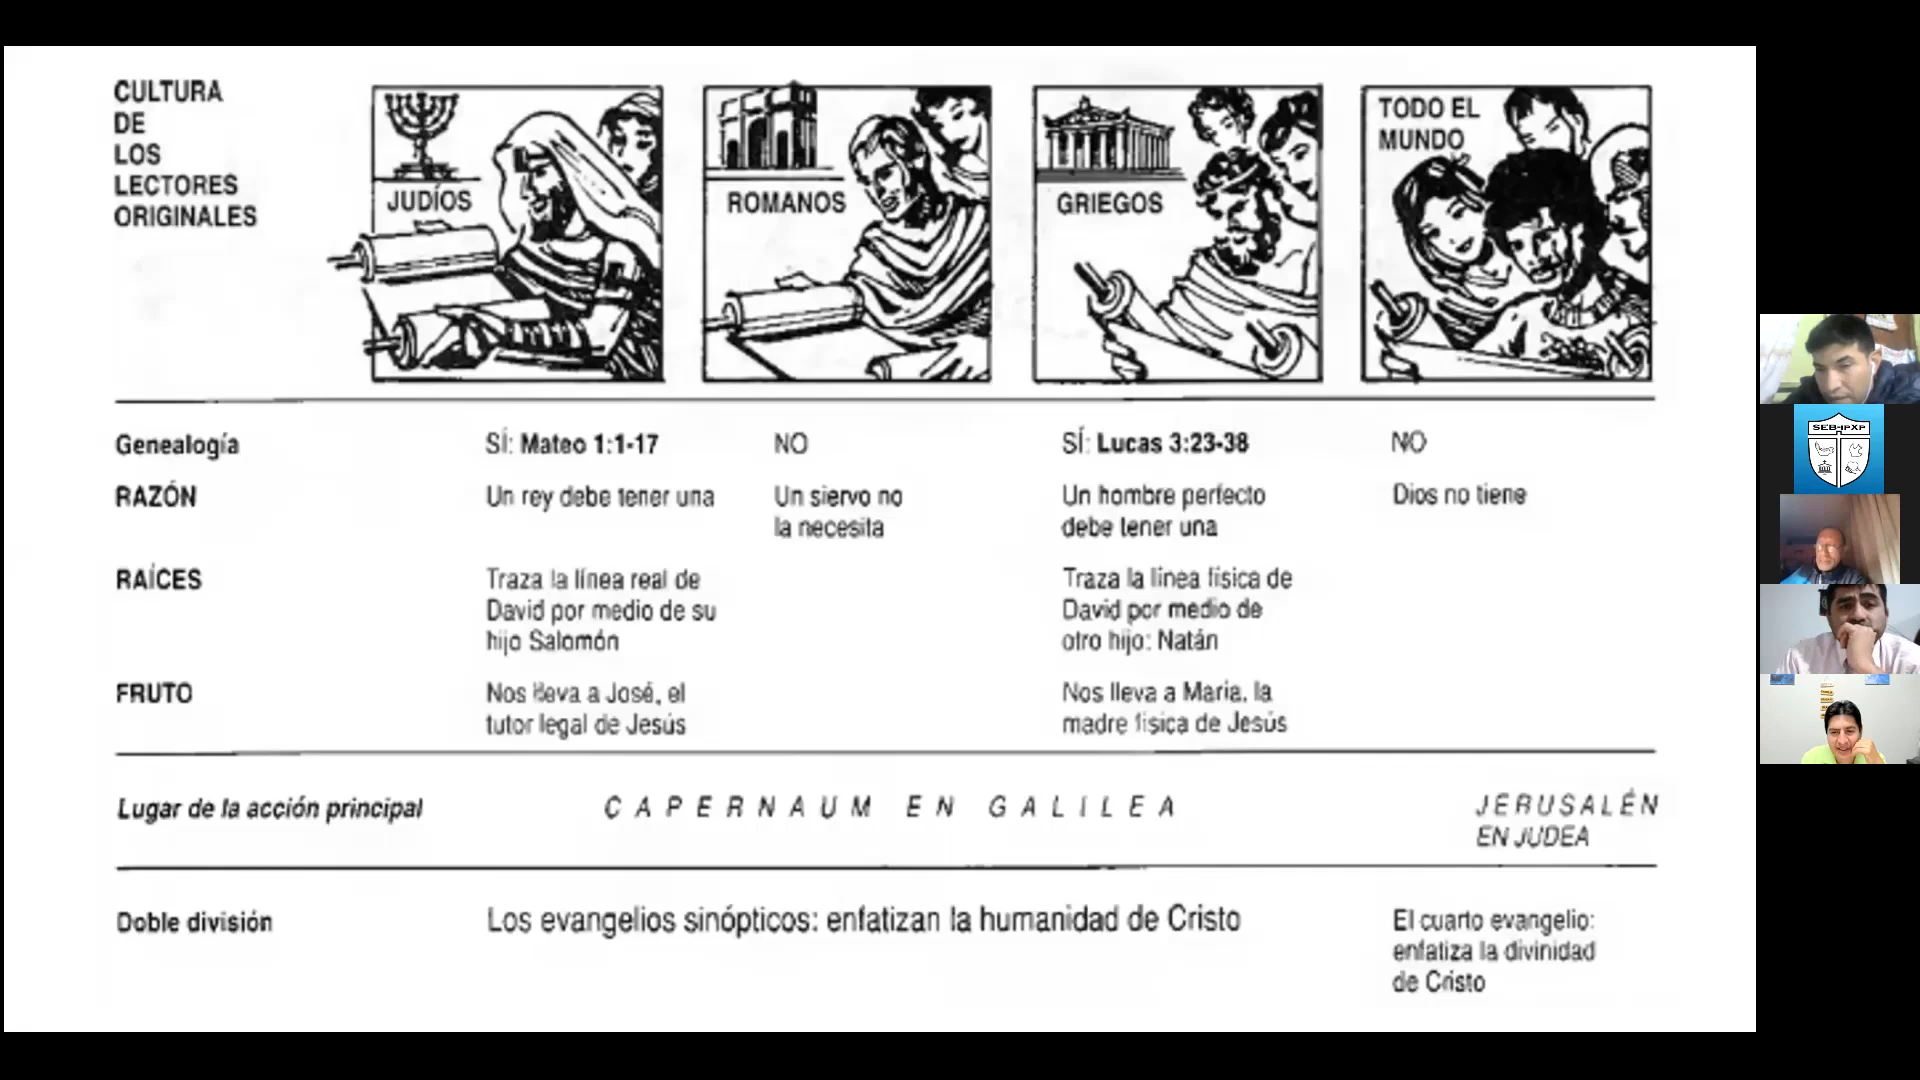 CULTURA
DE
LOS
LECTORES
ORIGINALES
JUDÍOS
ROMANOS
GRIEGOS
TODO EL
MUNDO
Genealogía
SÍ: Mateo 1:1-17
NO
SÍ: Lucas 3:23-38
NO
RAZÓN
Un rey debe tener una
Un siervo no
la necesita
Un hombre perfecto
debe tener una
Dios no tiene
RAÍCES
Traza la línea real de
David por medio de su
hijo Salomón
Traza la línea física de
David por medio de
otro hijo: Natán
FRUTO
Nos lleva a José, el
tutor legal de Jesús
Nos lleva a Maria, la
madre física de Jesús
Lugar de la acción principal
CAPERNAUM EN GALILEA
JERUSALÉN
EN JUDEA
Doble división
Los evangelios sinópticos: enfatizan la humanidad de Cristo
El cuarto evangelio:
enfatiza la divinidad
de Cristo
SEB-IPXP